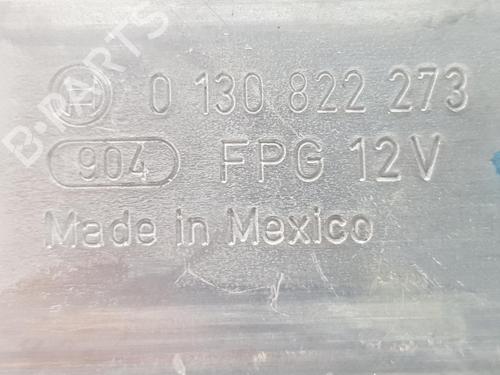 B-PARTS
0 130 822 273
904 FPG 12V
Made in Mexico